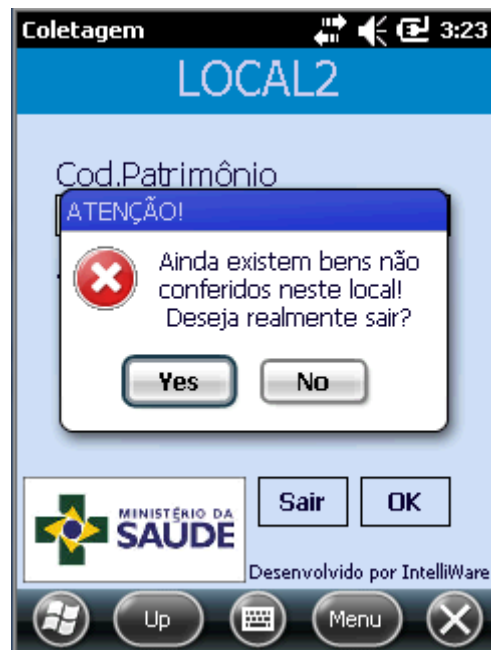 Coletagem 3:23
LOCAL2
Cod.Patrimônio
ATENÇÃO!
Ainda existem bens não
conferidos neste local!
Deseja realmente sair?
Yes No
MINISTÉRIO DA
SAÚDE
Sair OK
Desenvolvido por IntelliWare
Up Menu